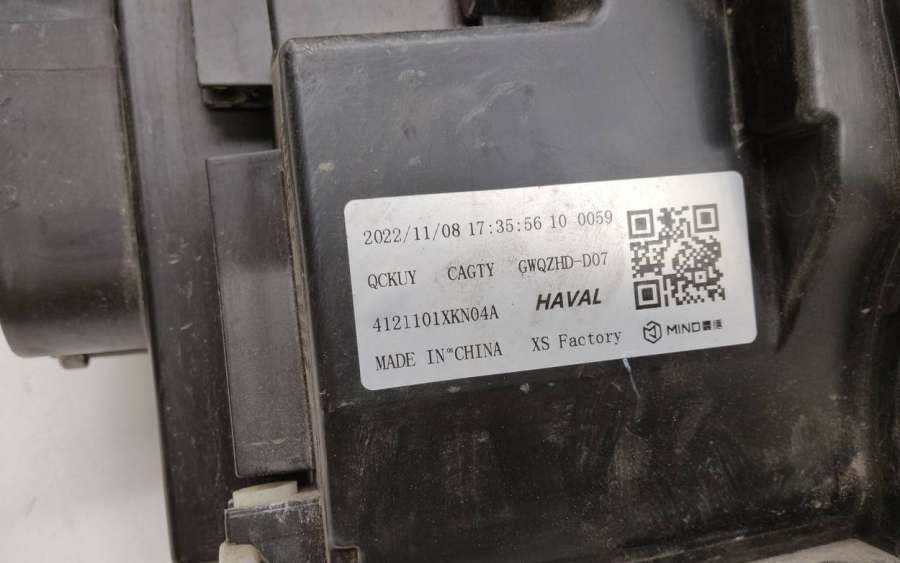 2022/11/08 17:35:56 10 0059
QCKUY CAGTY GWQZHD-D07
4121101XKN04A HAVAL
MADE IN CHINA XS Factory MIND